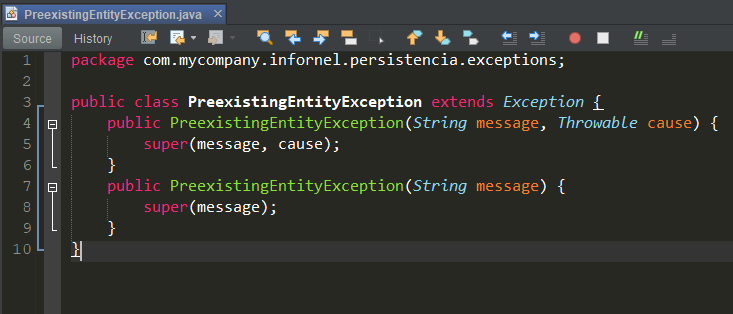 PreexistingEntityException.java
Source History
1 package com.mycompany.infornel.persistencia.exceptions;
2
3 public class PreexistingEntityException extends Exception {
4     public PreexistingEntityException(String message, Throwable cause) {
5         super(message, cause);
6     }
7     public PreexistingEntityException(String message) {
8         super(message);
9     }
10 }